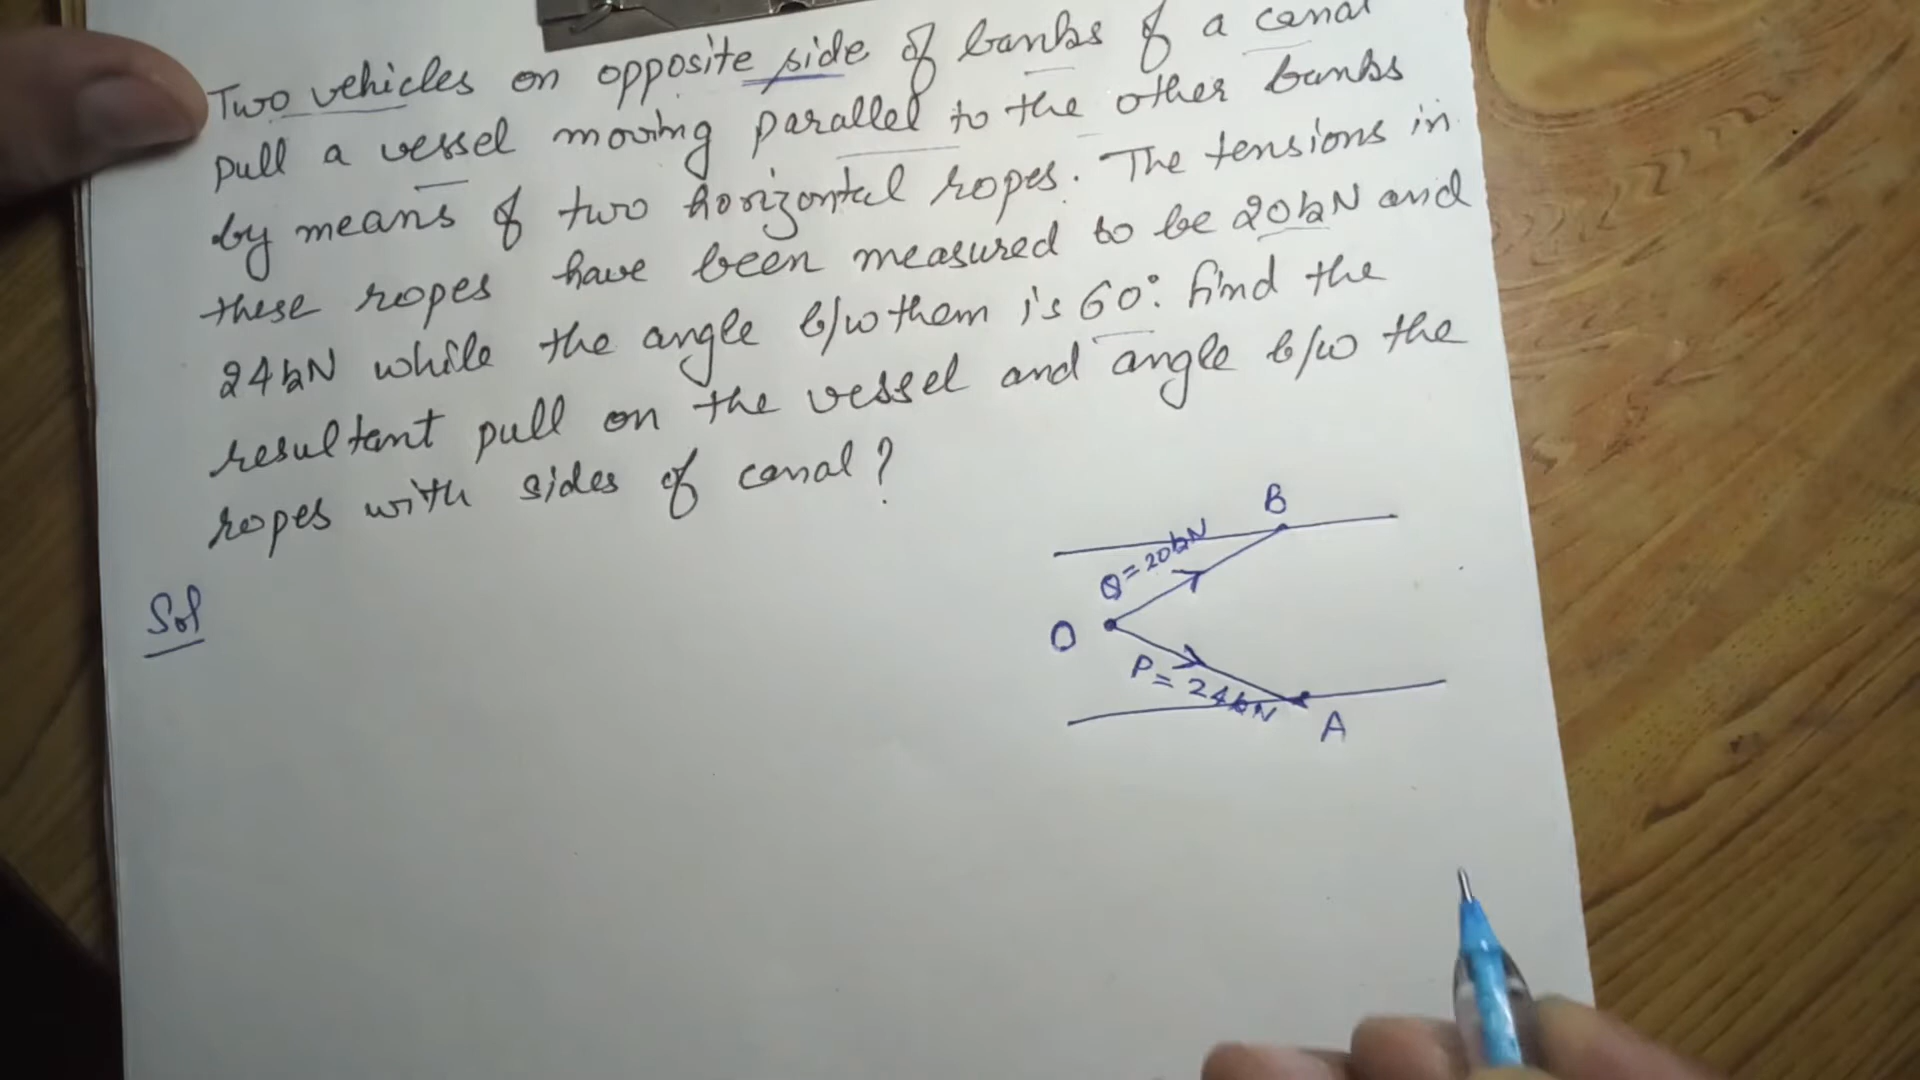 Two vehicles on opposite side of banks of a canal
pull a vessel moving parallel to the other banks
by means of two horizontal ropes. The tensions in
these ropes have been measured to be 20kN and
24kN while the angle b/w them is 60°. find the
resultant pull on the vessel and angle b/w the
ropes with sides of canal?
Sol
B
Q = 20kN
O
P = 24kN
A